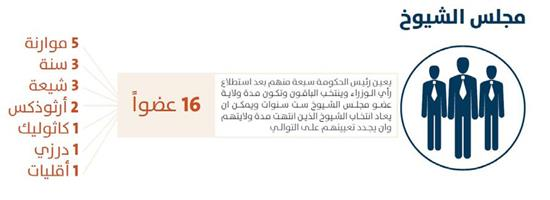 مجلس الشيوخ
يعين رئيس الحكومة سبعة منهم بعد استطلاع
رأي الوزراء وينتخب الباقون وتكون مدة ولاية
عضو مجلس الشيوخ ست سنوات ويمكن ان
يعاد انتخاب الشيوخ الذين انتهت مدة ولايتهم
وان يجدد تعيينهم على التوالي
16 عضواً
5 موارنة
3 سنة
3 شيعة
2 أرثوذكس
1 كاثوليك
1 درزي
1 أقليات